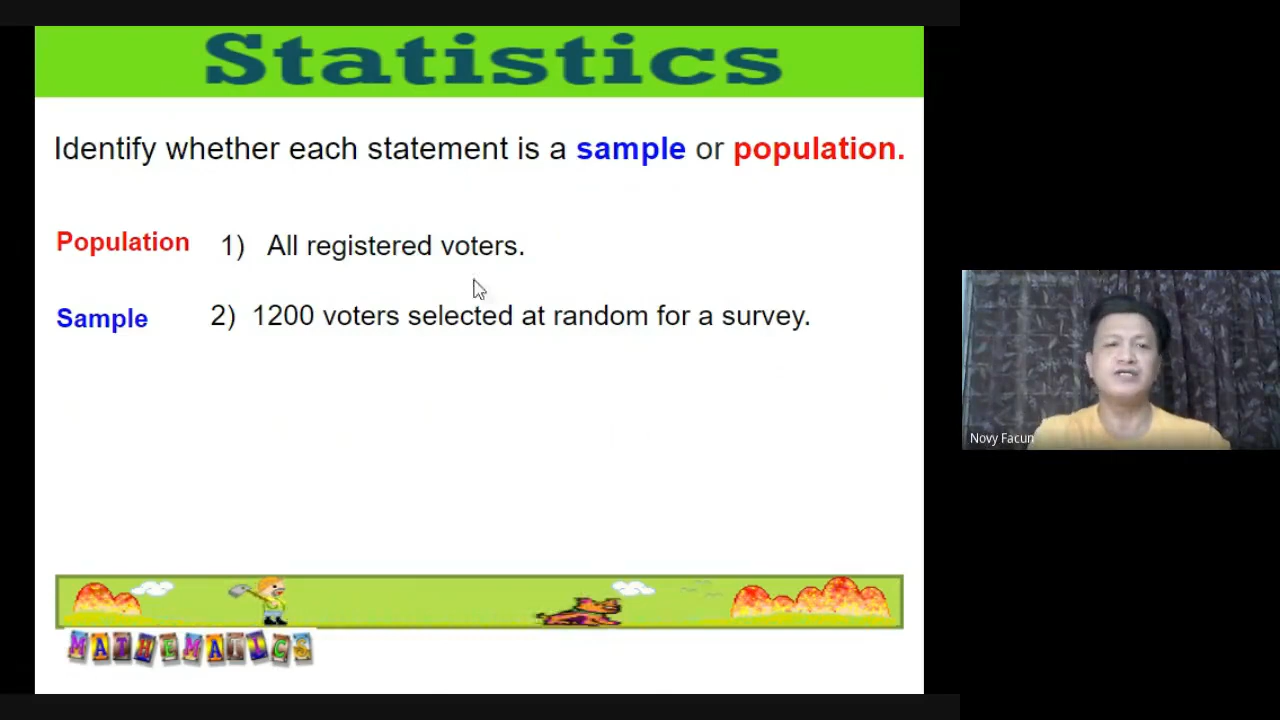 Statistics
Identify whether each statement is a sample or population.
Population 1) All registered voters.
Sample 2) 1200 voters selected at random for a survey.
Novy Facun
MATHEMATICS